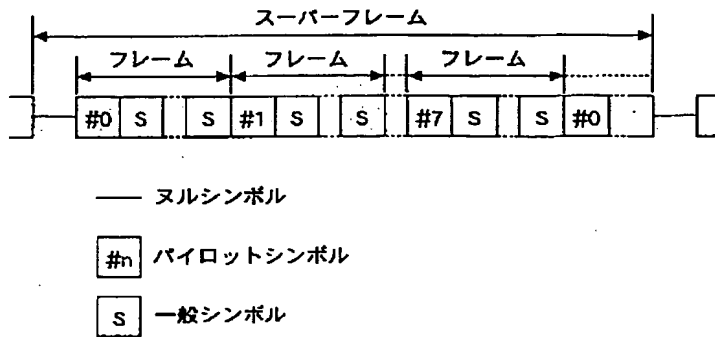 スーパーフレーム
フレーム フレーム フレーム
#0 S S #1 S S #7 S S #0
ヌルシンボル
#n パイロットシンボル
S 一般シンボル